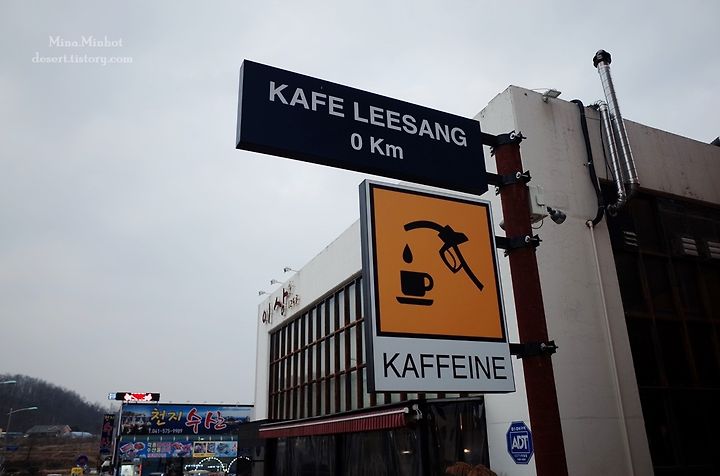 Mina.Minbot
desert.tistory.com
KAFE LEESANG
0 Km
KAFFEINE
이상
천지 수산
ADT